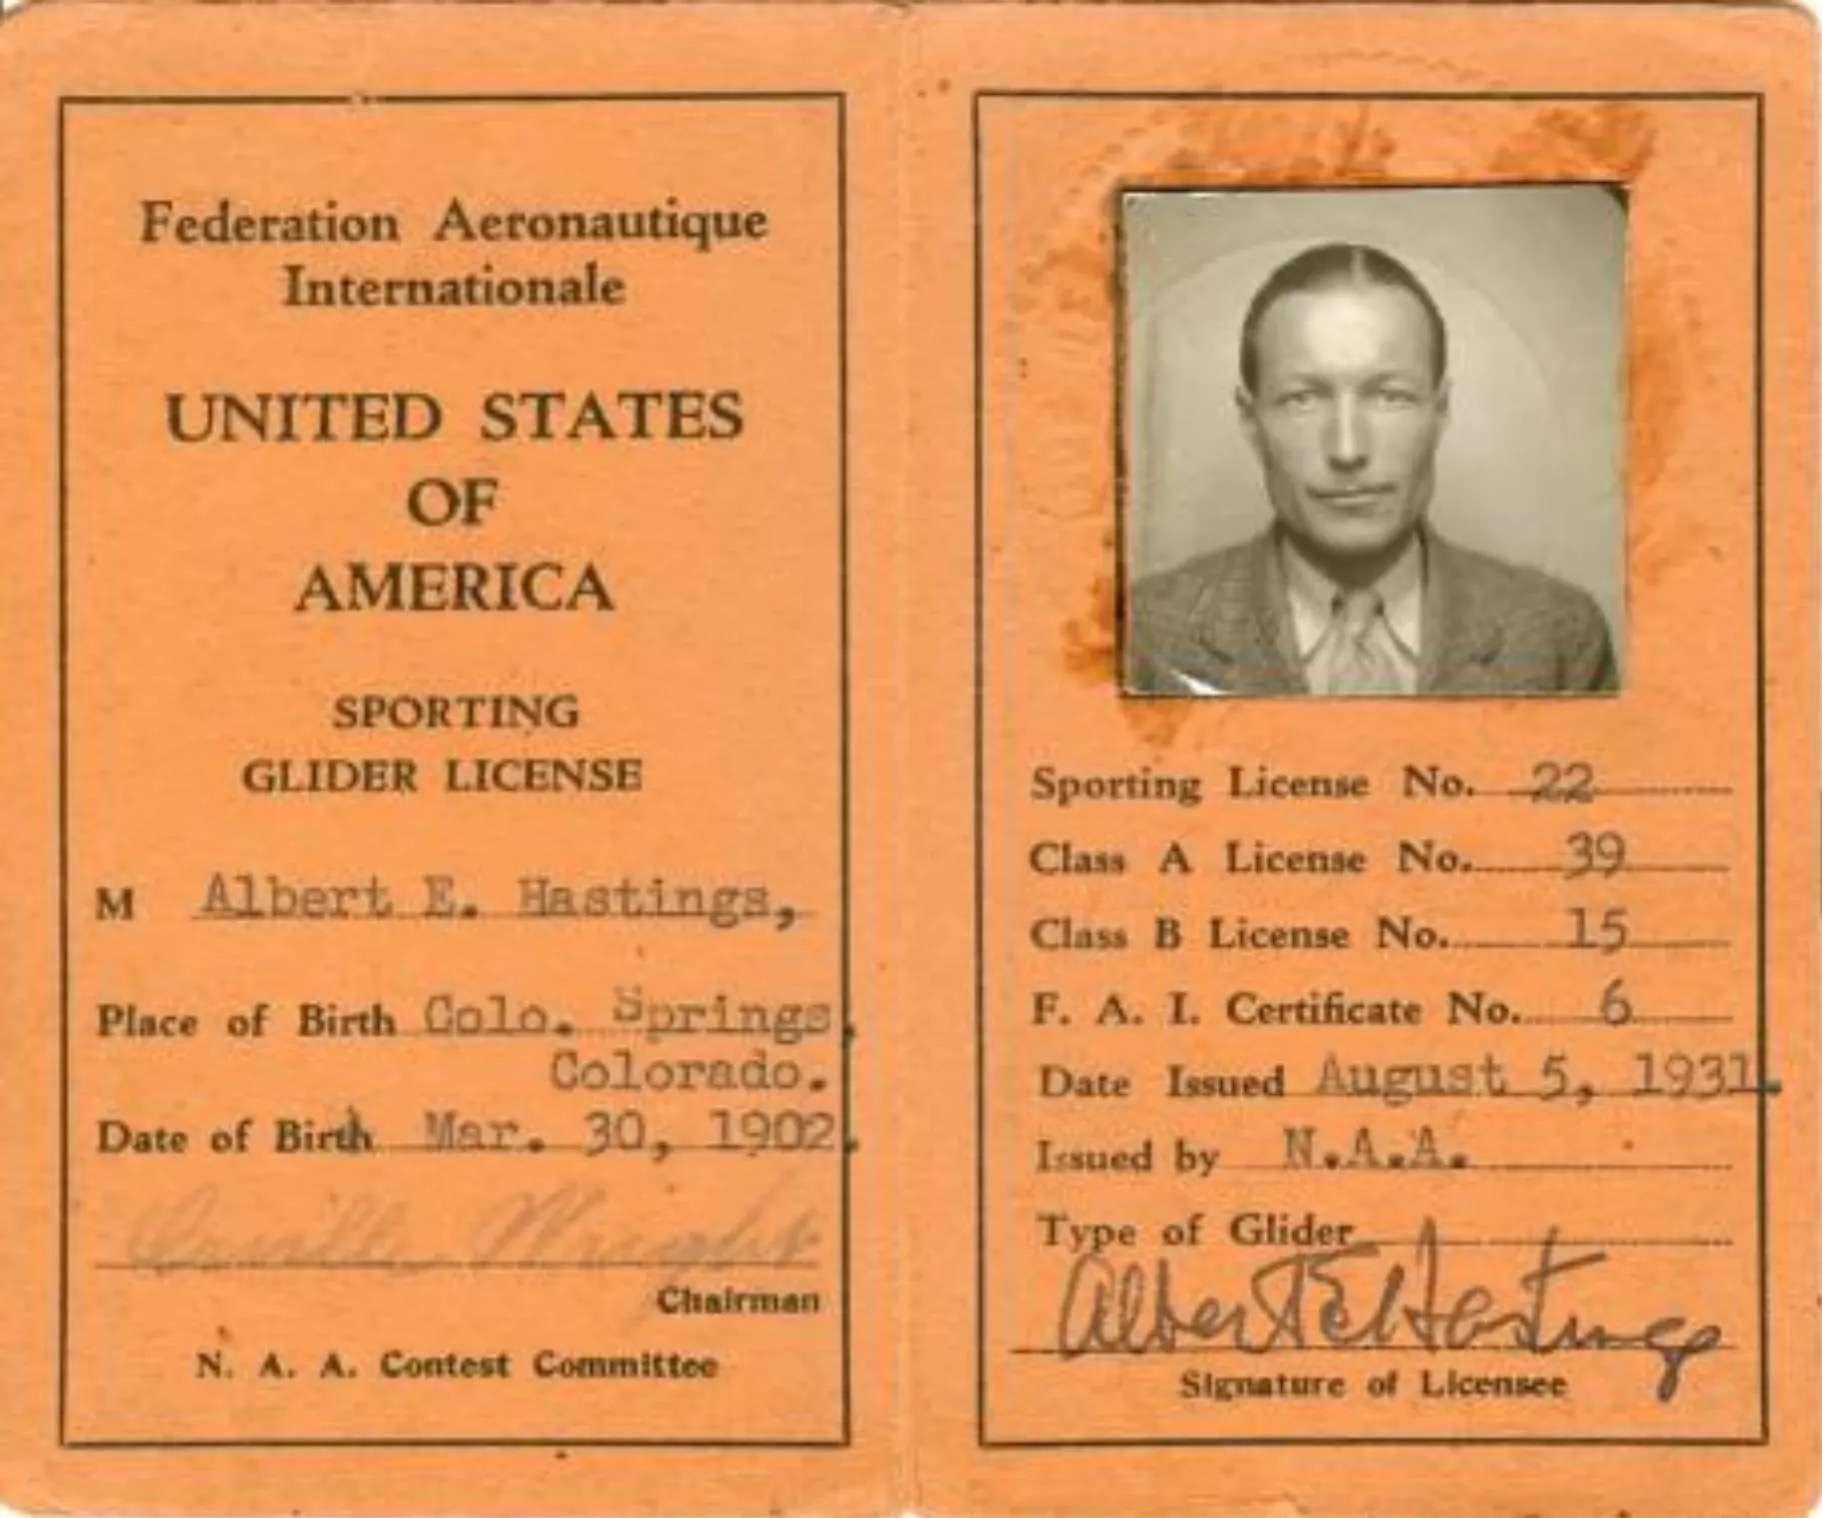 Federation Aeronautique
Internationale
UNITED STATES
OF
AMERICA
SPORTING
GLIDER LICENSE
M Albert E. Hastings,
Place of Birth Colo. Springs,
Colorado.
Date of Birth Mar. 30, 1902.
Orville Wright
Chairman
N. A. A. Contest Committee
Sporting License No. 22
Class A License No. 39
Class B License No. 15
F. A. I. Certificate No. 6
Date Issued August 5, 1931.
Issued by N.A.A.
Type of Glider
Albert E Hastings
Signature of Licensee